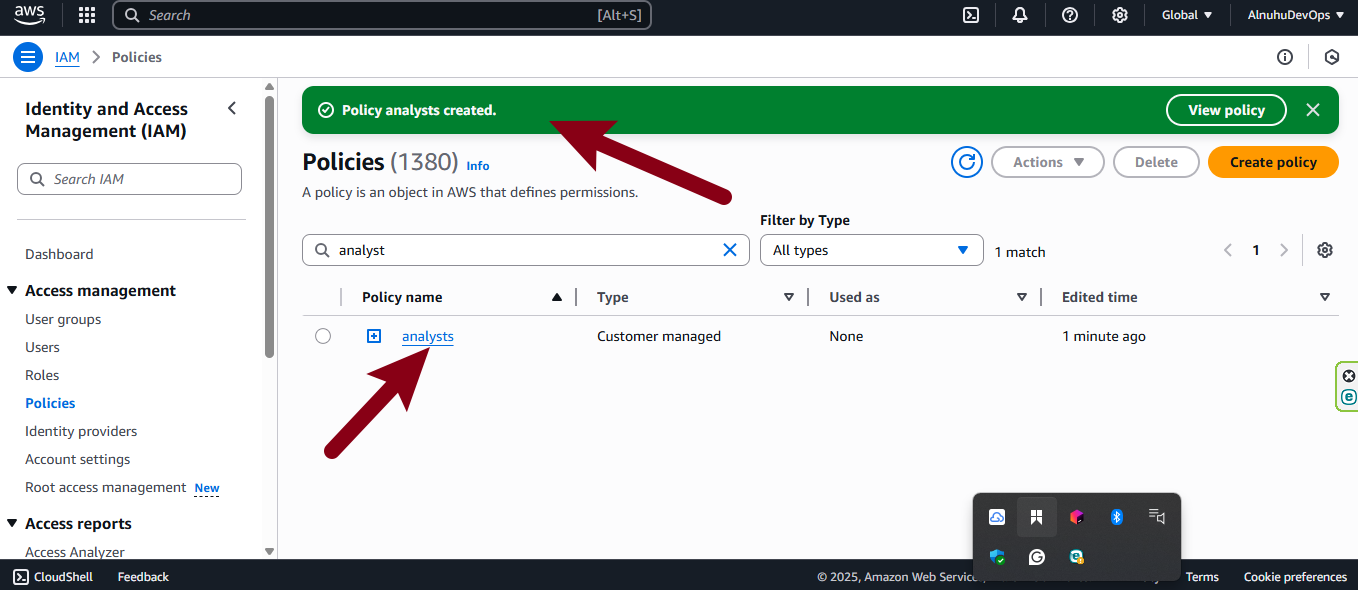 aws
Search [Alt+S]
Global
AlnuhuDevOps
IAM
Policies
Identity and Access
Management (IAM)
Search IAM
Dashboard
Access management
User groups
Users
Roles
Policies
Identity providers
Account settings
Root access management New
Access reports
Access Analyzer
Policy analysts created.
View policy
Policies (1380) Info
Actions
Delete
Create policy
A policy is an object in AWS that defines permissions.
Filter by Type
analyst
All types
1 match
1
Policy name Type Used as Edited time
analysts Customer managed None 1 minute ago
CloudShell Feedback
© 2025, Amazon Web Terms Cookie preferences